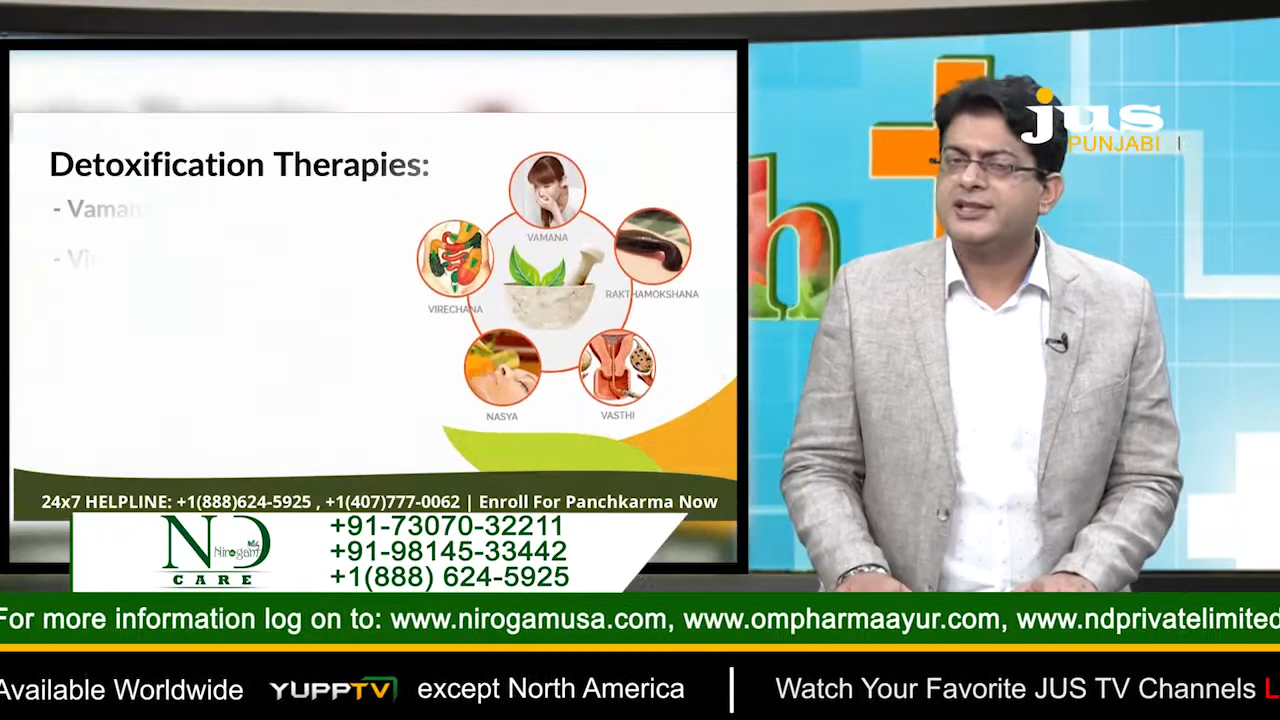 Detoxification Therapies:
- Vamana
VAMANA
RAKTHAMOKSHANA
VIRECHANA
NASYA
VASTHI
24x7 HELPLINE: +1(888)624-5925 , +1(407)777-0062 | Enroll For Panchkarma Now
jus
PUNJABI
h
ND
Nirogam
CARE
+91-73070-32211
+91-98145-33442
+1(888) 624-5925
For more information log on to: www.nirogamusa.com, www.ompharmaayur.com, www.ndprivatelimited
Available Worldwide YUPPTV except North America | Watch Your Favorite JUS TV Channels L